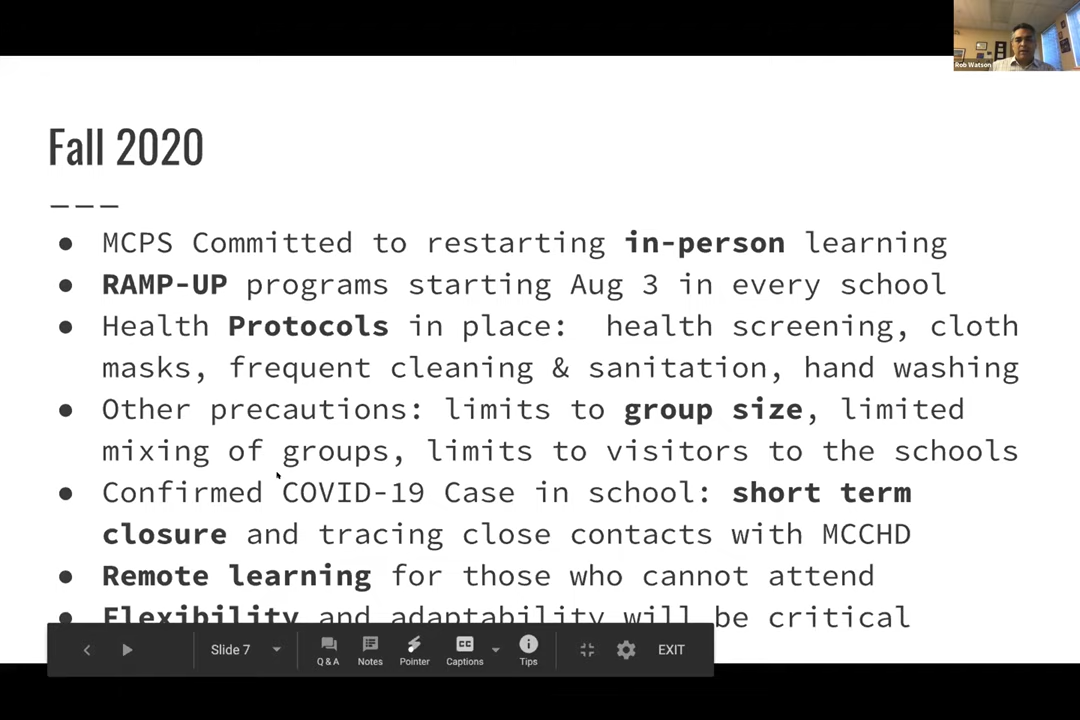 Rob Watson
Fall 2020
● MCPS Committed to restarting in-person learning
● RAMP-UP programs starting Aug 3 in every school
● Health Protocols in place: health screening, cloth
masks, frequent cleaning & sanitation, hand washing
● Other precautions: limits to group size, limited
mixing of groups, limits to visitors to the schools
● Confirmed COVID-19 Case in school: short term
closure and tracing close contacts with MCCHD
● Remote learning for those who cannot attend
● Flexibility and adaptability will be critical
Slide 7
Q & A
Notes
Pointer
CC
Captions
Tips
EXIT